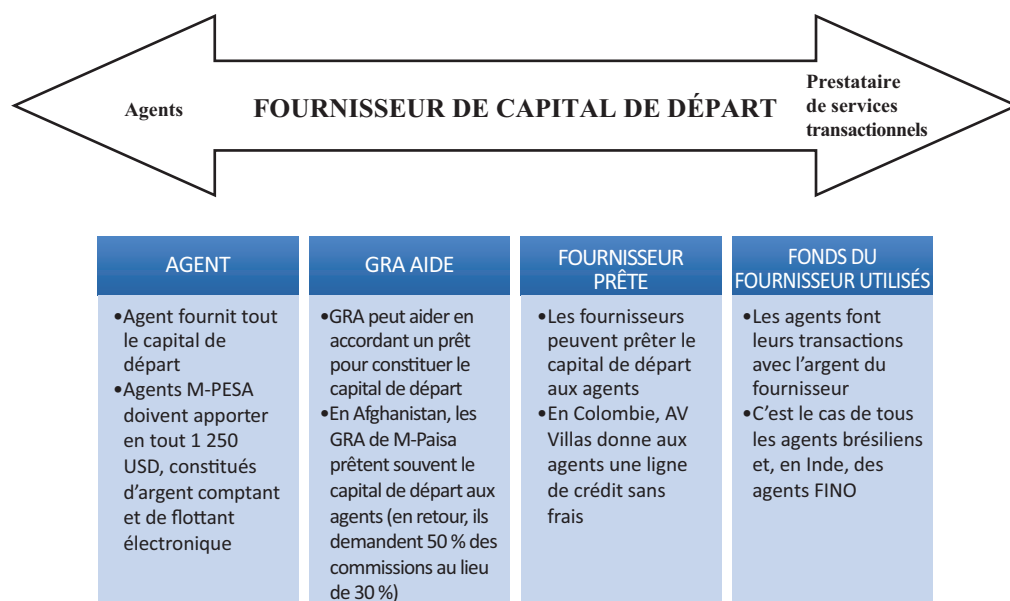 Agents
FOURNISSEUR DE CAPITAL DE DÉPART
Prestataire
de services
transactionnels
AGENT
•Agent fournit tout
le capital de
départ
•Agents M-PESA
doivent apporter
en tout 1 250
USD, constitués
d’argent comptant
et de flottant
électronique
GRA AIDE
•GRA peut aider en
accordant un prêt
pour constituer le
capital de départ
•En Afghanistan, les
GRA de M-Paisa
prêtent souvent le
capital de départ aux
agents (en retour, ils
demandent 50 % des
commissions au lieu
de 30 %)
FOURNISSEUR
PRÊTE
•Les fournisseurs
peuvent prêter le
capital de départ
aux agents
•En Colombie, AV
Villas donne aux
agents une ligne
de crédit sans
frais
FONDS DU
FOURNISSEUR UTILISÉS
•Les agents font
leurs transactions
avec l’argent du
fournisseur
•C’est le cas de tous
les agents brésiliens
et, en Inde, des
agents FINO